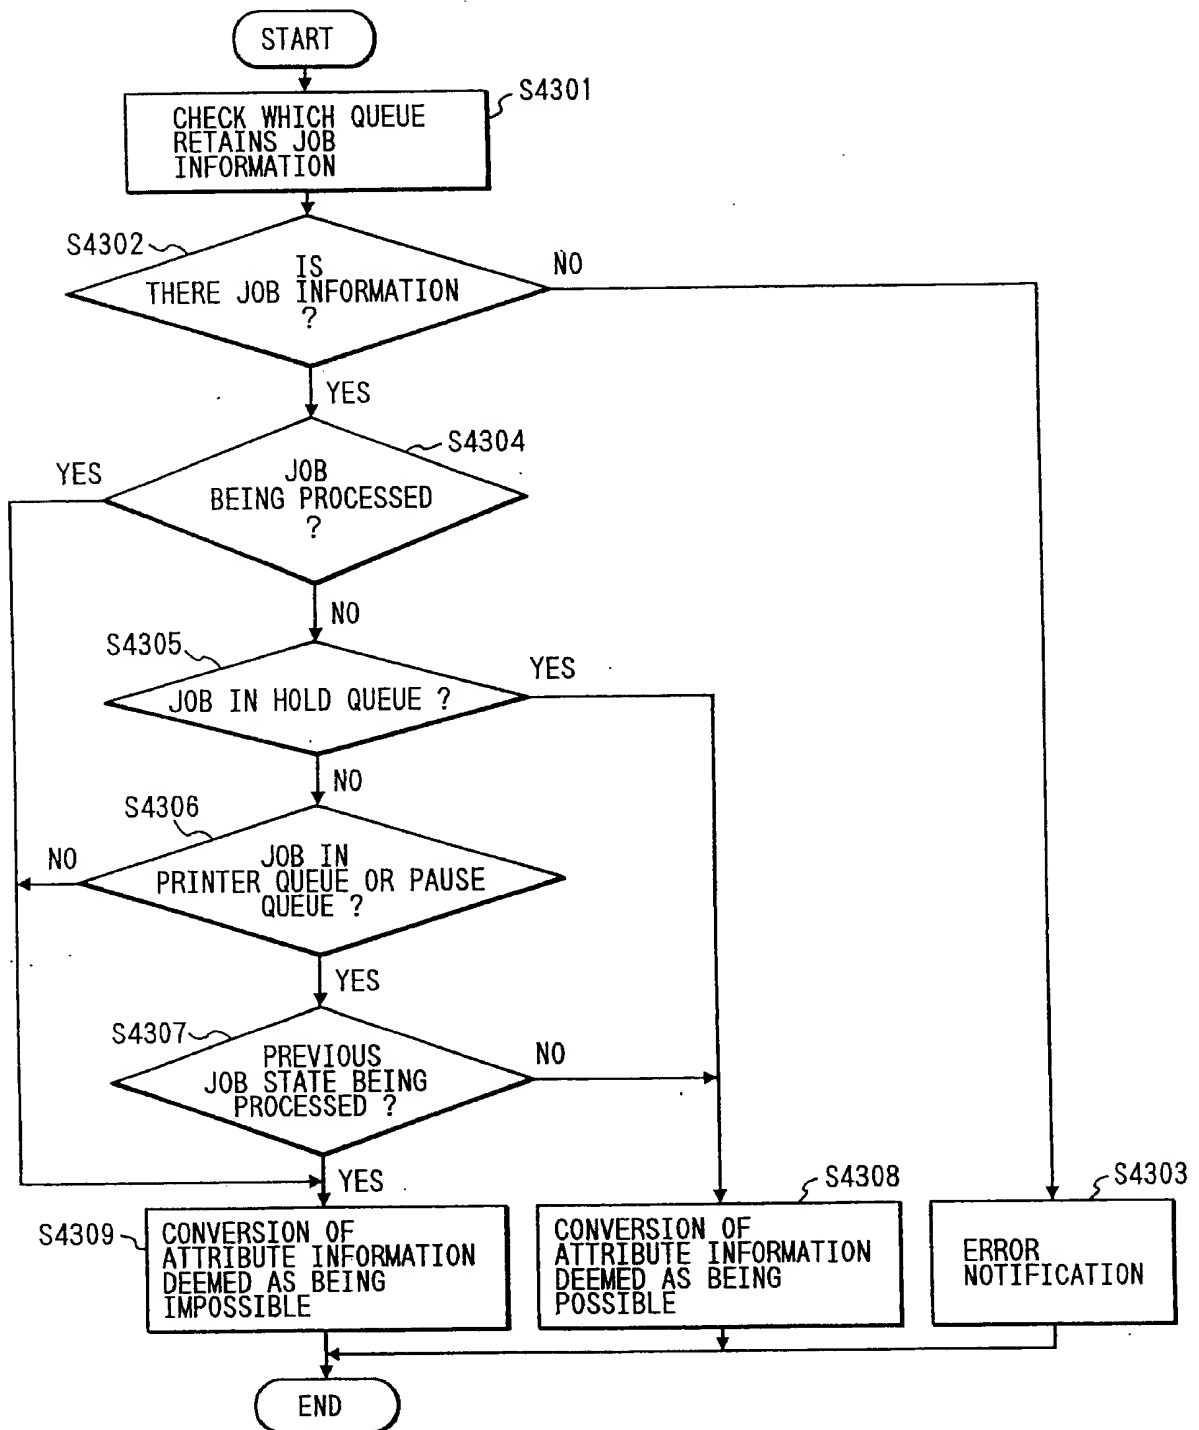 START
S4301
CHECK WHICH QUEUE
RETAINS JOB
INFORMATION
S4302
IS
THERE JOB INFORMATION
?
NO
YES
S4304
YES
JOB
BEING PROCESSED
?
NO
S4305
YES
JOB IN HOLD QUEUE ?
NO
S4306
NO
JOB IN
PRINTER QUEUE OR PAUSE
QUEUE ?
YES
S4307
NO
PREVIOUS
JOB STATE BEING
PROCESSED ?
YES
S4309
CONVERSION OF
ATTRIBUTE INFORMATION
DEEMED AS BEING
IMPOSSIBLE
S4308
CONVERSION OF
ATTRIBUTE INFORMATION
DEEMED AS BEING
POSSIBLE
S4303
ERROR
NOTIFICATION
END